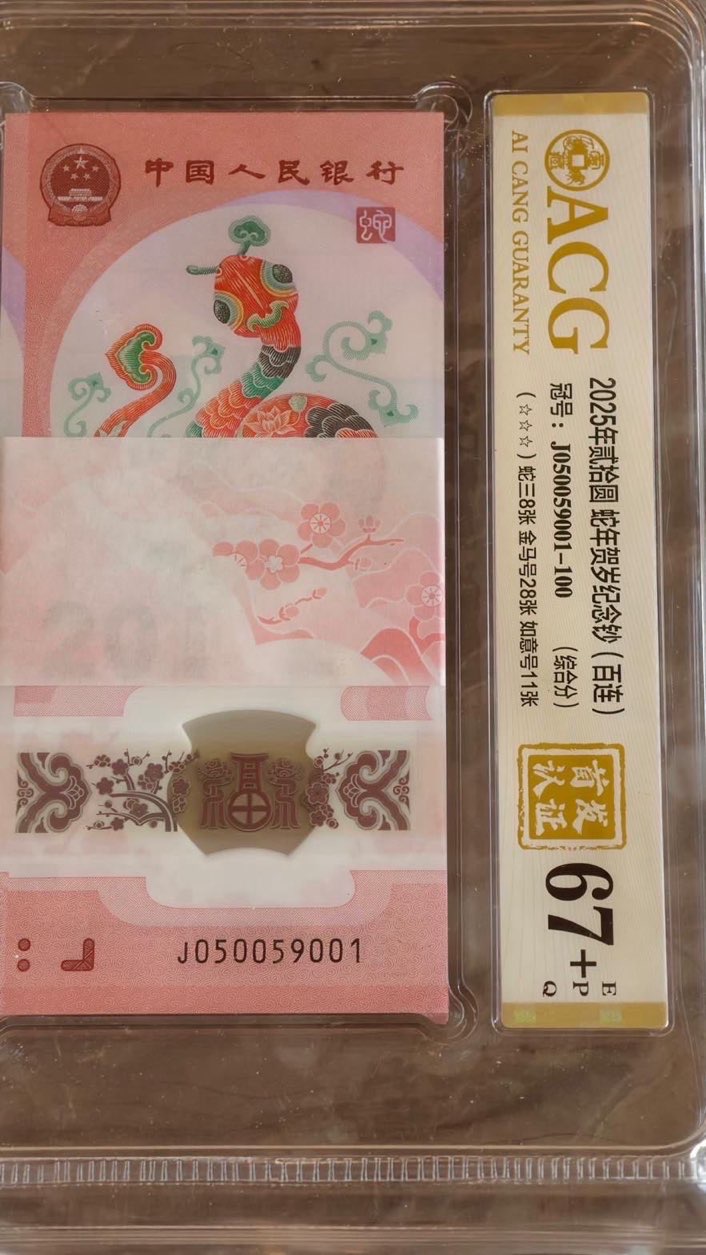 中国人民银行
蛇
J050059001
ACG
AI CANG GUARANTY
2025年贰拾圆 蛇年贺岁纪念钞（百连）
冠号：J050059001-100 （综合分）
（☆☆☆）蛇三8张 金马号28张 如意号11张
首发认证
67+
E
P
Q